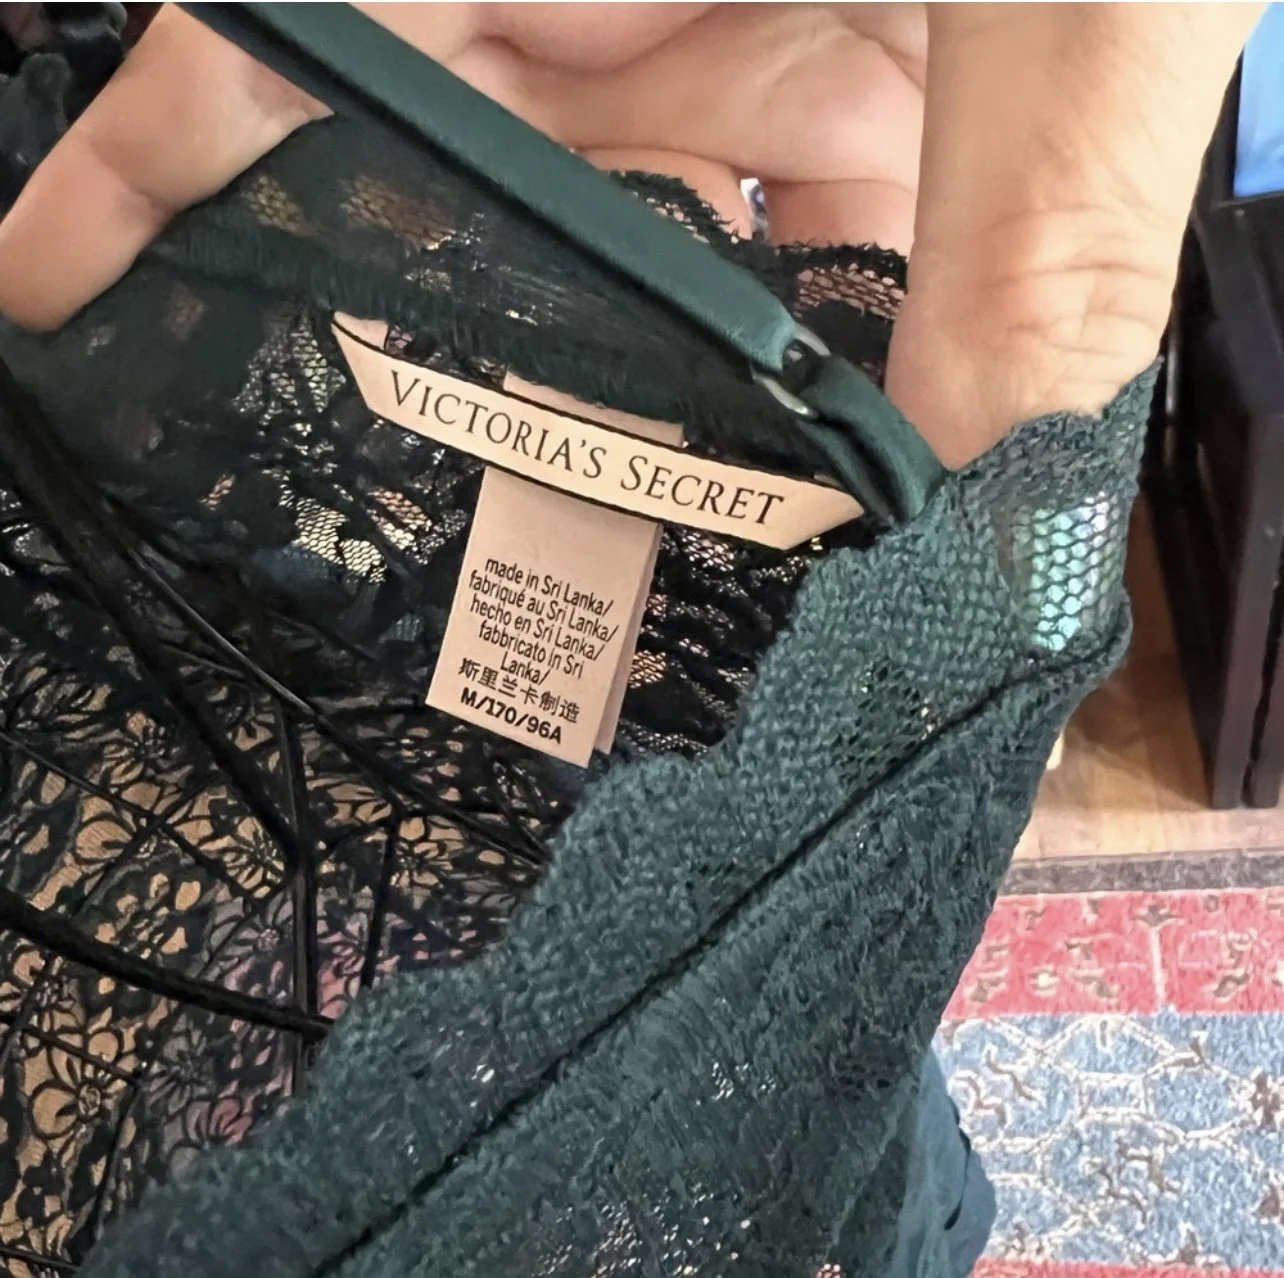 VICTORIA'S SECRET
made in Sri Lanka/
fabriqué au Sri Lanka/
hecho en Sri Lanka/
fabbricato in Sri
Lanka/
斯里兰卡制造
M/170/96A